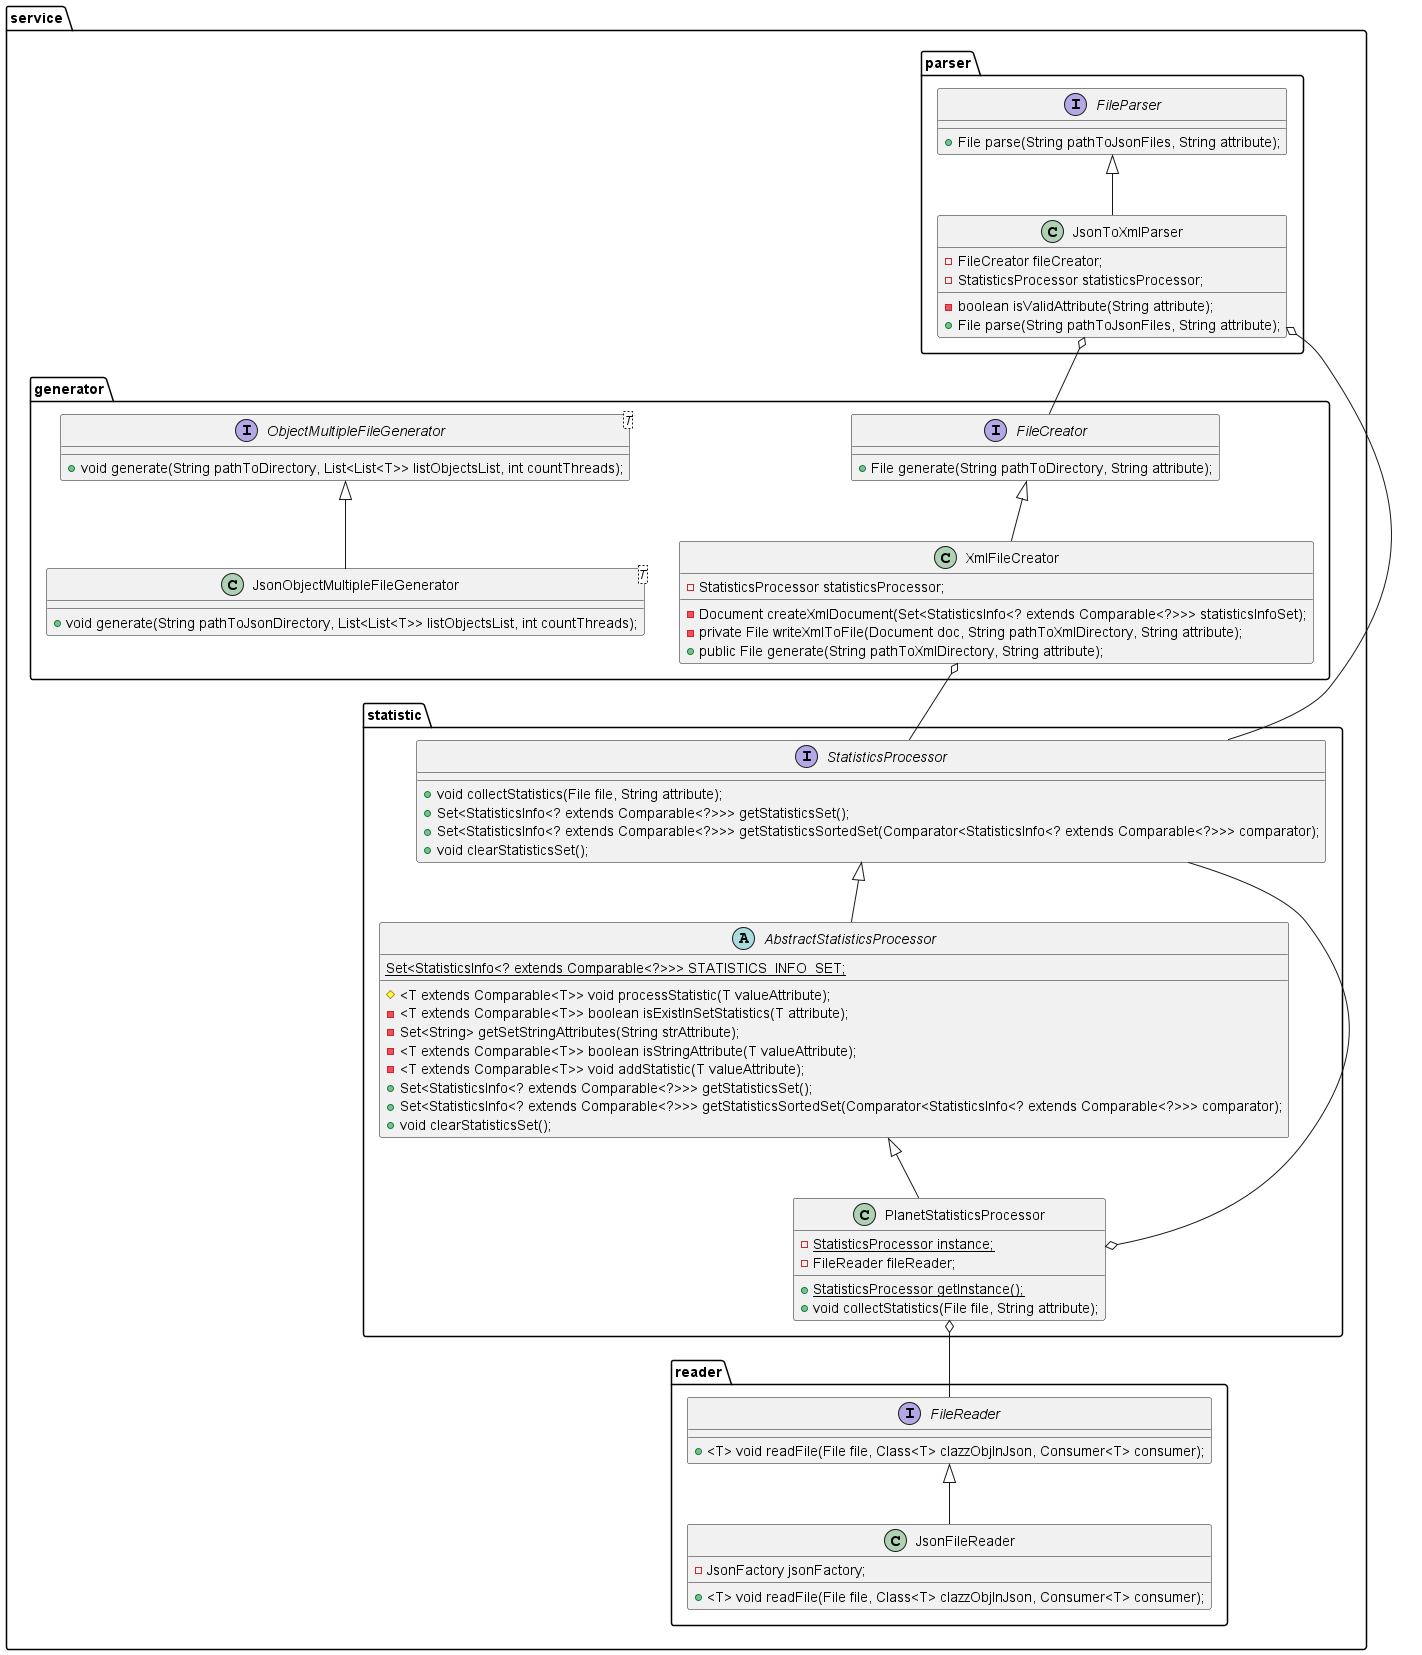 service
parser
I FileParser
File parse(String pathToJsonFiles, String attribute);
C JsonToXmlParser
FileCreator fileCreator;
StatisticsProcessor statisticsProcessor;
boolean isValidAttribute(String attribute);
File parse(String pathToJsonFiles, String attribute);
generator
I ObjectMultipleFileGenerator T
void generate(String pathToDirectory, List<List<T>> listObjectsList, int countThreads);
I FileCreator
File generate(String pathToDirectory, String attribute);
C JsonObjectMultipleFileGenerator T
void generate(String pathToJsonDirectory, List<List<T>> listObjectsList, int countThreads);
C XmlFileCreator
StatisticsProcessor statisticsProcessor;
Document createXmlDocument(Set<StatisticsInfo<? extends Comparable<?>>> statisticsInfoSet);
private File writeXmlToFile(Document doc, String pathToXmlDirectory, String attribute);
public File generate(String pathToXmlDirectory, String attribute);
statistic
I StatisticsProcessor
void collectStatistics(File file, String attribute);
Set<StatisticsInfo<? extends Comparable<?>>> getStatisticsSet();
Set<StatisticsInfo<? extends Comparable<?>>> getStatisticsSortedSet(Comparator<StatisticsInfo<? extends Comparable<?>>> comparator);
void clearStatisticsSet();
A AbstractStatisticsProcessor
Set<StatisticsInfo<? extends Comparable<?>>> STATISTICS_INFO_SET;
<T extends Comparable<T>> void processStatistic(T valueAttribute);
<T extends Comparable<T>> boolean isExistInSetStatistics(T attribute);
Set<String> getSetStringAttributes(String strAttribute);
<T extends Comparable<T>> boolean isStringAttribute(T valueAttribute);
<T extends Comparable<T>> void addStatistic(T valueAttribute);
Set<StatisticsInfo<? extends Comparable<?>>> getStatisticsSet();
Set<StatisticsInfo<? extends Comparable<?>>> getStatisticsSortedSet(Comparator<StatisticsInfo<? extends Comparable<?>>> comparator);
void clearStatisticsSet();
C PlanetStatisticsProcessor
StatisticsProcessor instance;
FileReader fileReader;
StatisticsProcessor getInstance();
void collectStatistics(File file, String attribute);
reader
I FileReader
<T> void readFile(File file, Class<T> clazzObjInJson, Consumer<T> consumer);
C JsonFileReader
JsonFactory jsonFactory;
<T> void readFile(File file, Class<T> clazzObjInJson, Consumer<T> consumer);